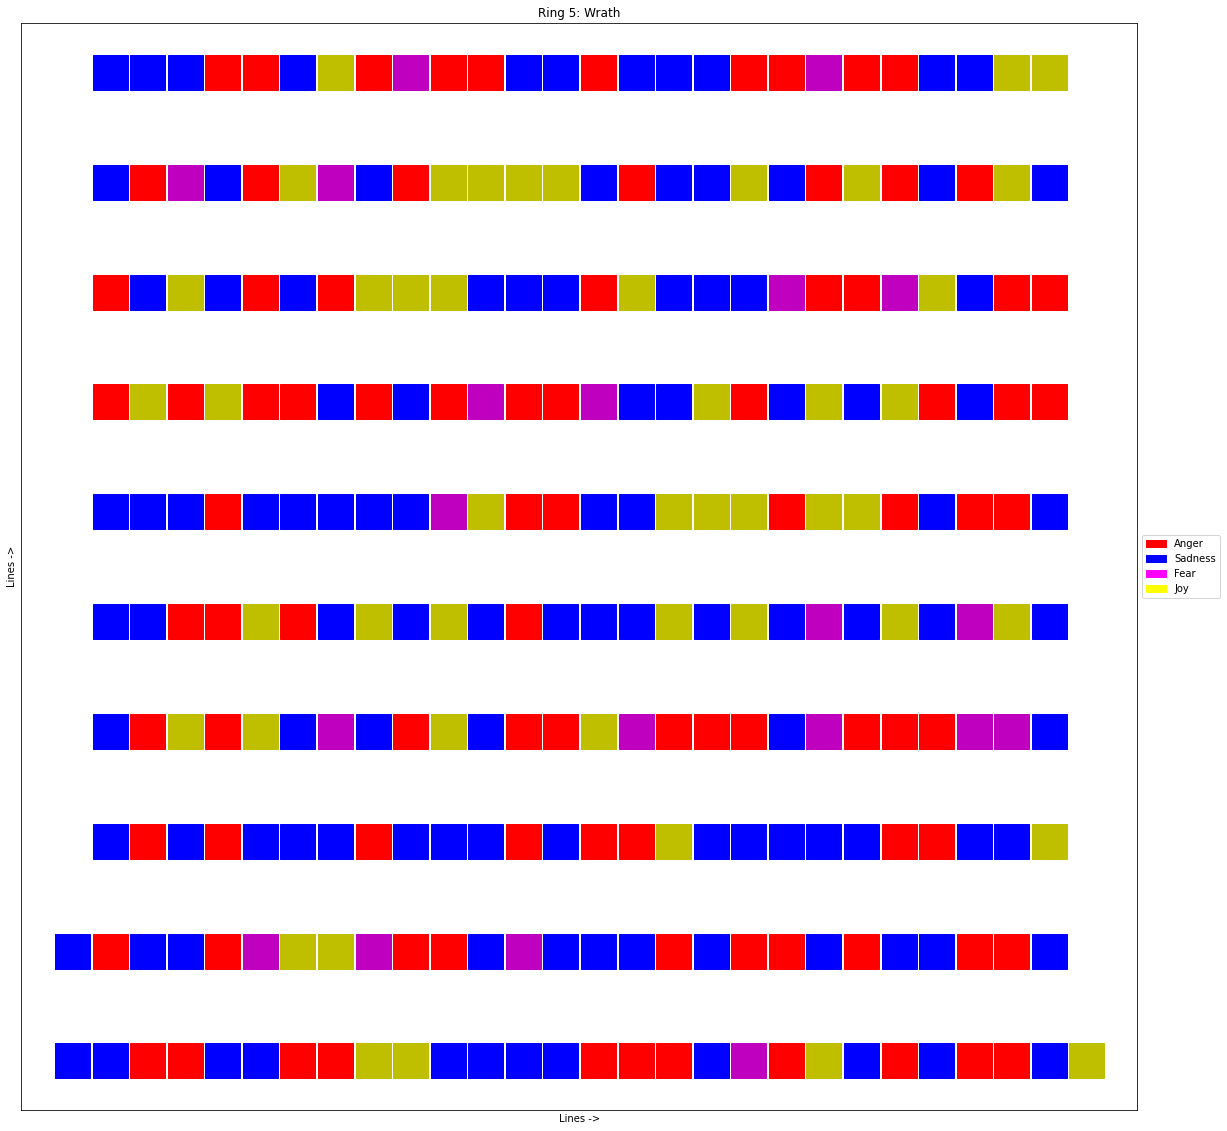 Ring 5: Wrath
Lines ->
Anger
Sadness
Fear
Joy
Lines ->